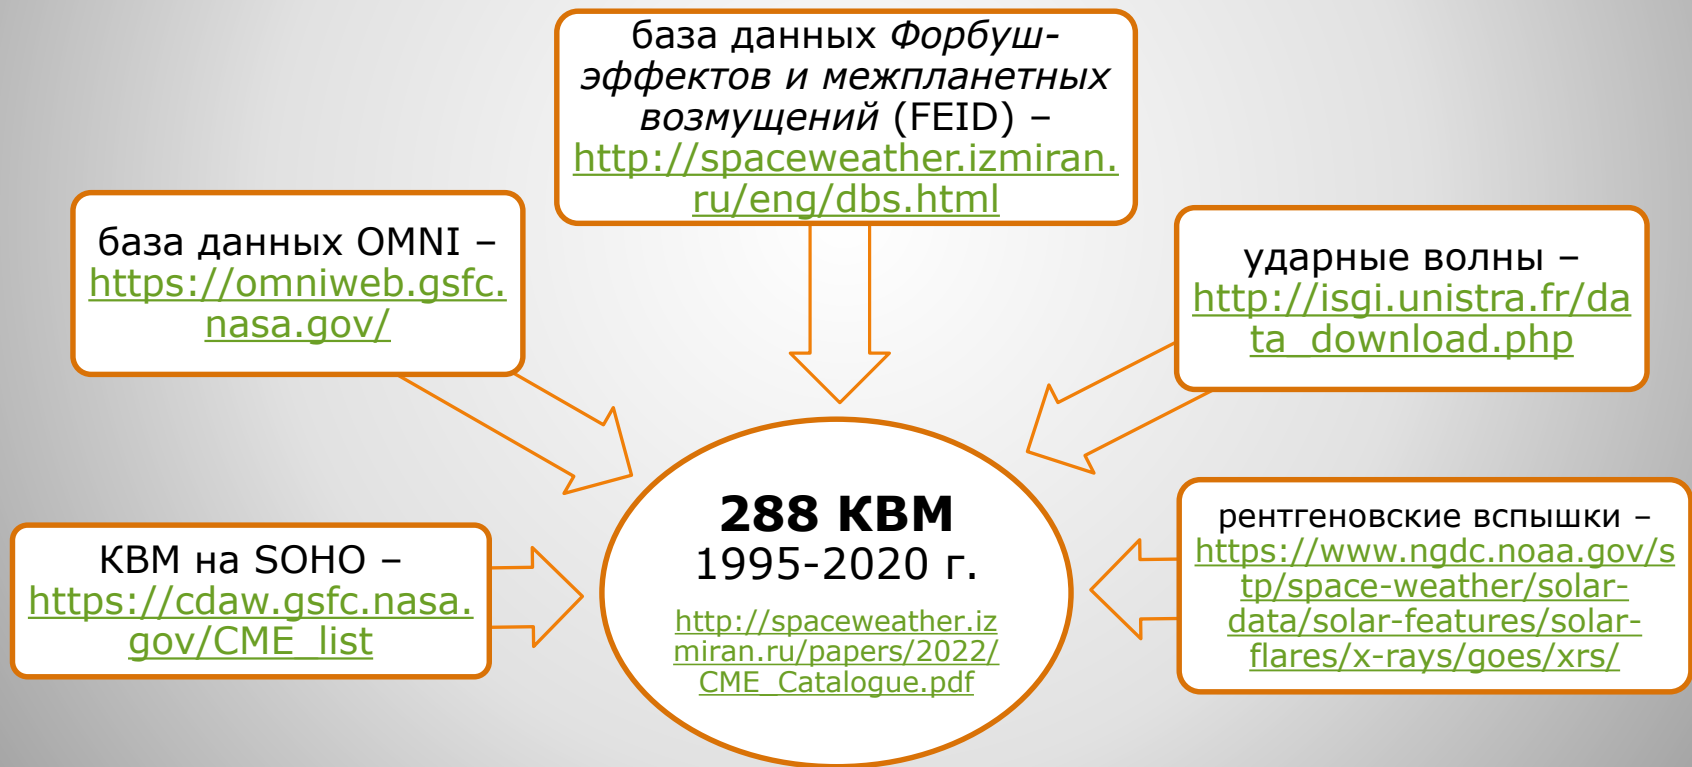 база данных Форбуш-
эффектов и межпланетных
возмущений (FEID) –
http://spaceweather.izmiran.
ru/eng/dbs.html
база данных OMNI –
https://omniweb.gsfc.
nasa.gov/
ударные волны –
http://isgi.unistra.fr/da
ta_download.php
КВМ на SOHO –
https://cdaw.gsfc.nasa.
gov/CME_list
288 КВМ
1995-2020 г.
http://spaceweather.iz
miran.ru/papers/2022/
CME_Catalogue.pdf
рентгеновские вспышки –
https://www.ngdc.noaa.gov/s
tp/space-weather/solar-
data/solar-features/solar-
flares/x-rays/goes/xrs/